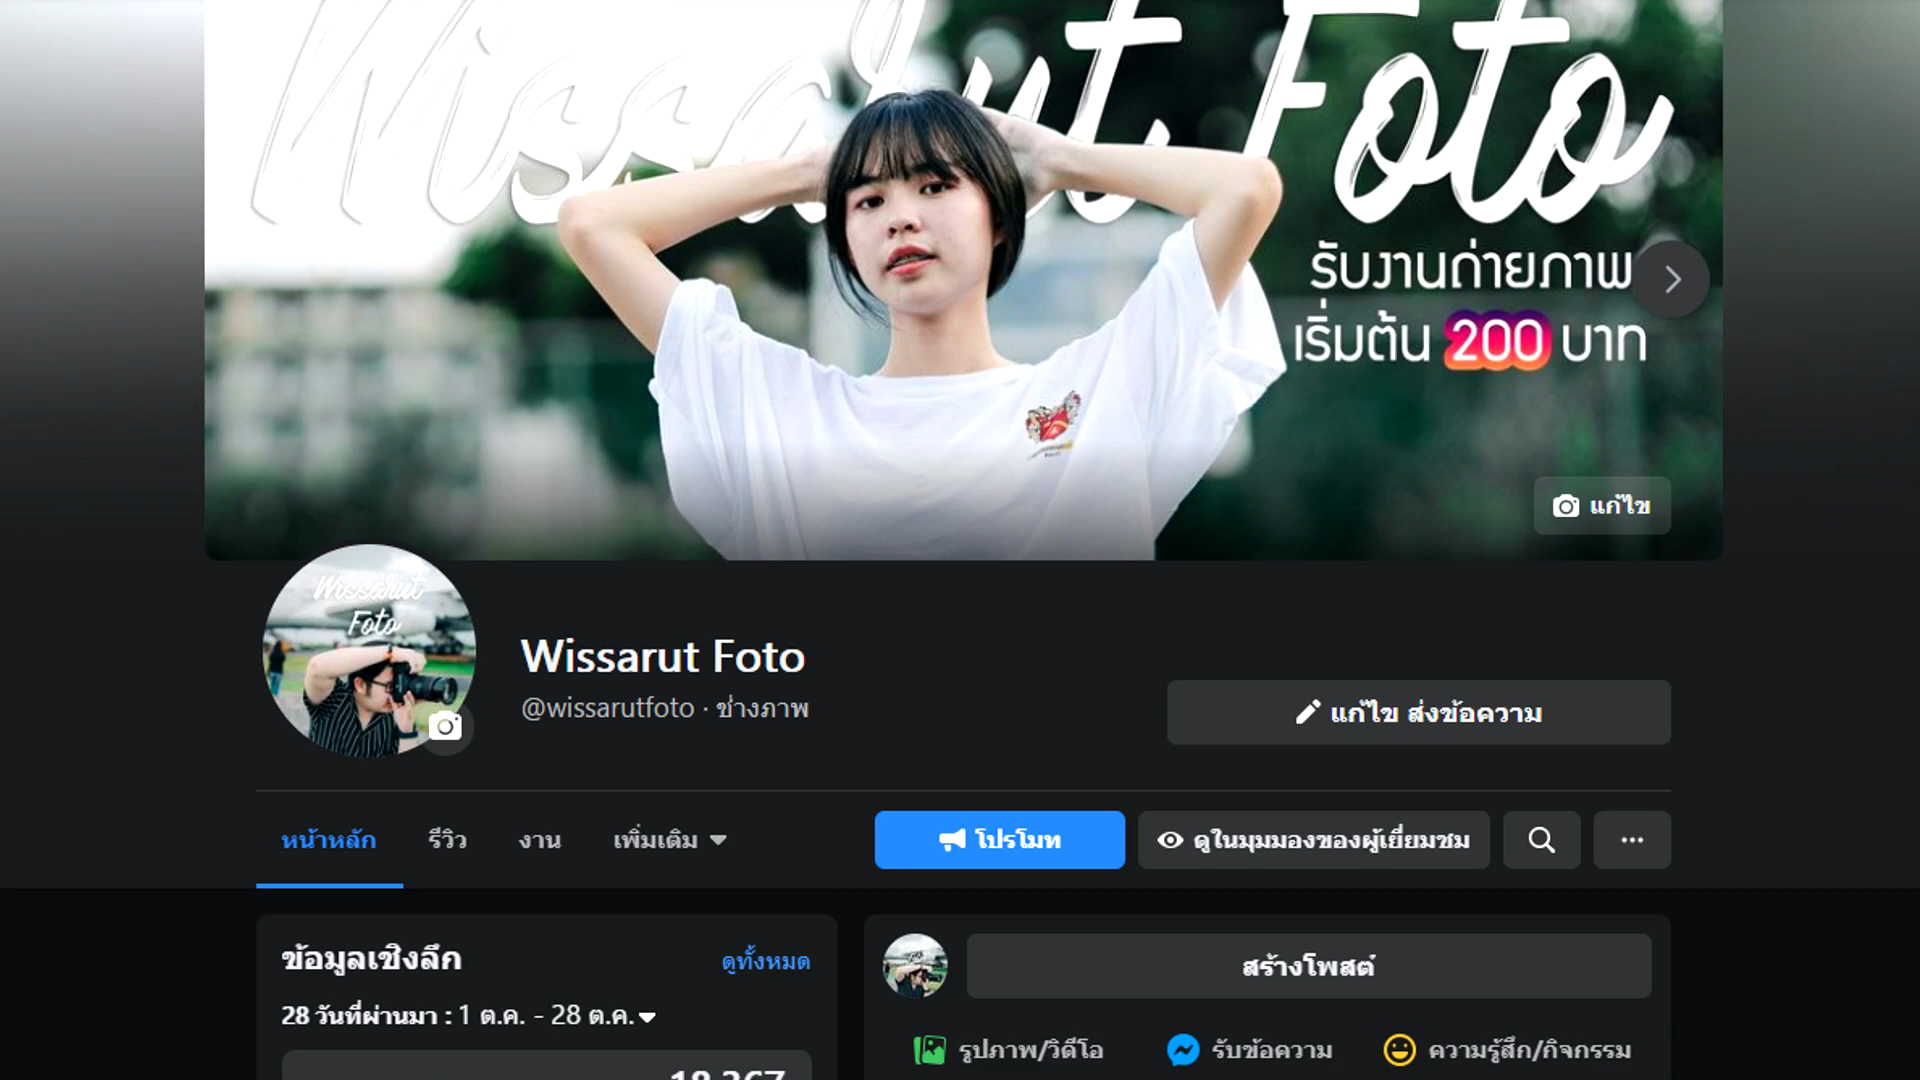 Wissarut Foto
รับงานถ่ายภาพ
เริ่มต้น 200 บาท
แก้ไข
Wissarut
Foto
Wissarut Foto
@wissarutfoto · ช่างภาพ
แก้ไข ส่งข้อความ
หน้าหลัก รีวิว งาน เพิ่มเติม
โปรโมท ดูในมุมมองของผู้เยี่ยมชม
ข้อมูลเชิงลึก ดูทั้งหมด
28 วันที่ผ่านมา : 1 ต.ค. - 28 ต.ค.
สร้างโพสต์
รูปภาพ/วิดีโอ รับข้อความ ความรู้สึก/กิจกรรม